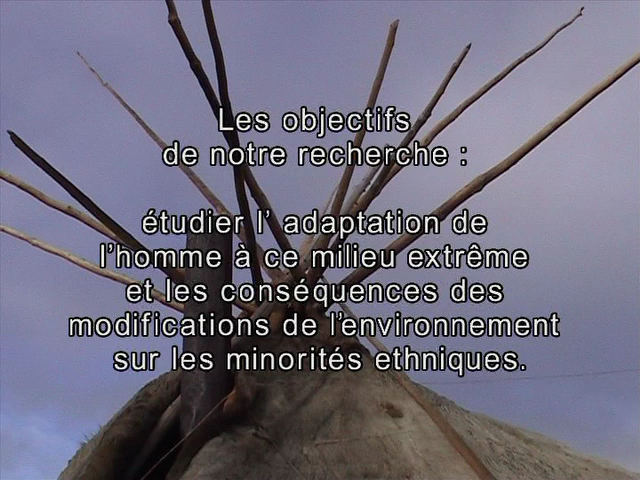 Les objectifs
de notre recherche :
étudier l' adaptation de
l'homme à ce milieu extrême
et les conséquences des
modifications de l'environnement
sur les minorités ethniques.